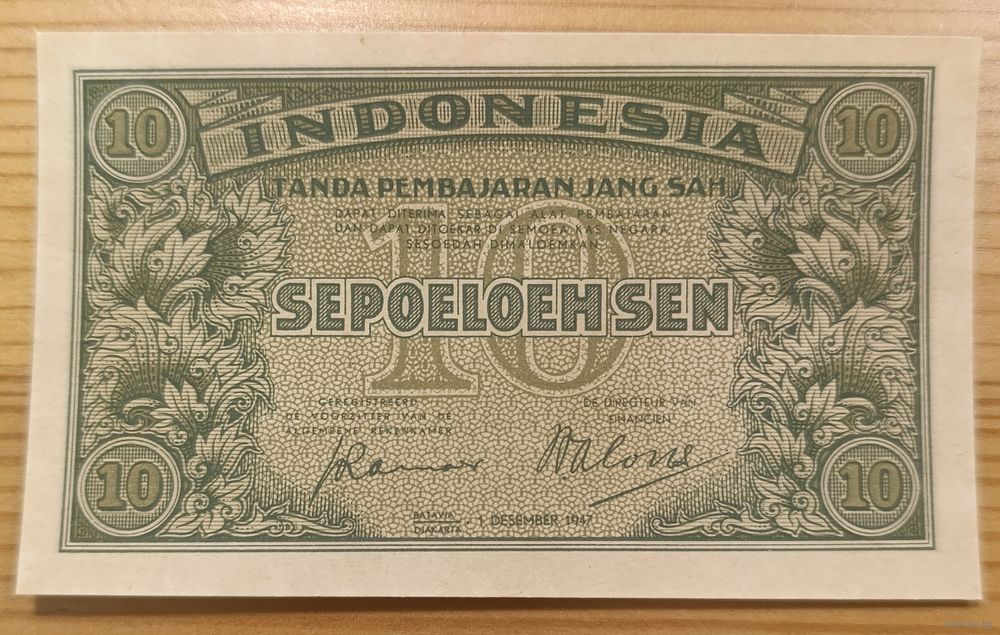 10 INDONESIA 10
TANDA PEMBAJARAN JANG SAH
DAPAT DITERIMA SEBAGAI ALAT PEMBAJARAN
DAN DAPAT DITOEKAR DI SEMOEA KAS NEGARA
SESOEDAH DIMALOEMKAN.
10
SEPOELOEH SEN
GEREGISTREERD
DE VOORZITTER VAN DE
ALGEMEENE REKENKAMER
DE DIRECTEUR VAN
FINANCIEN
10 10
BATAVIA
DJAKARTA
, 1 DESEMBER 1947